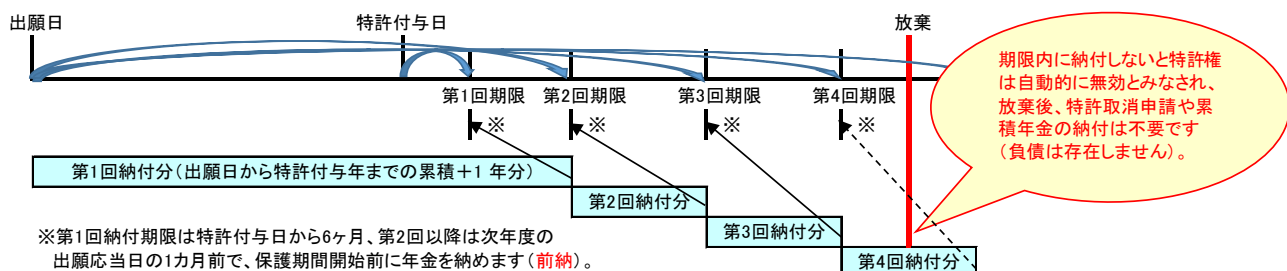 出願日
特許付与日
放棄
期限内に納付しないと特許権
は自動的に無効とみなされ、
放棄後、特許取消申請や累
積年金の納付は不要です
(負債は存在しません)。
第1回期限
第2回期限
第3回期限
第4回期限
※
※
※
※
第1回納付分(出願日から特許付与年までの累積+1 年分)
第2回納付分
第3回納付分
第4回納付分
※第1回納付期限は特許付与日から6ヶ月、第2回以降は次年度の
出願応当日の1カ月前で、保護期間開始前に年金を納めます(前納)。